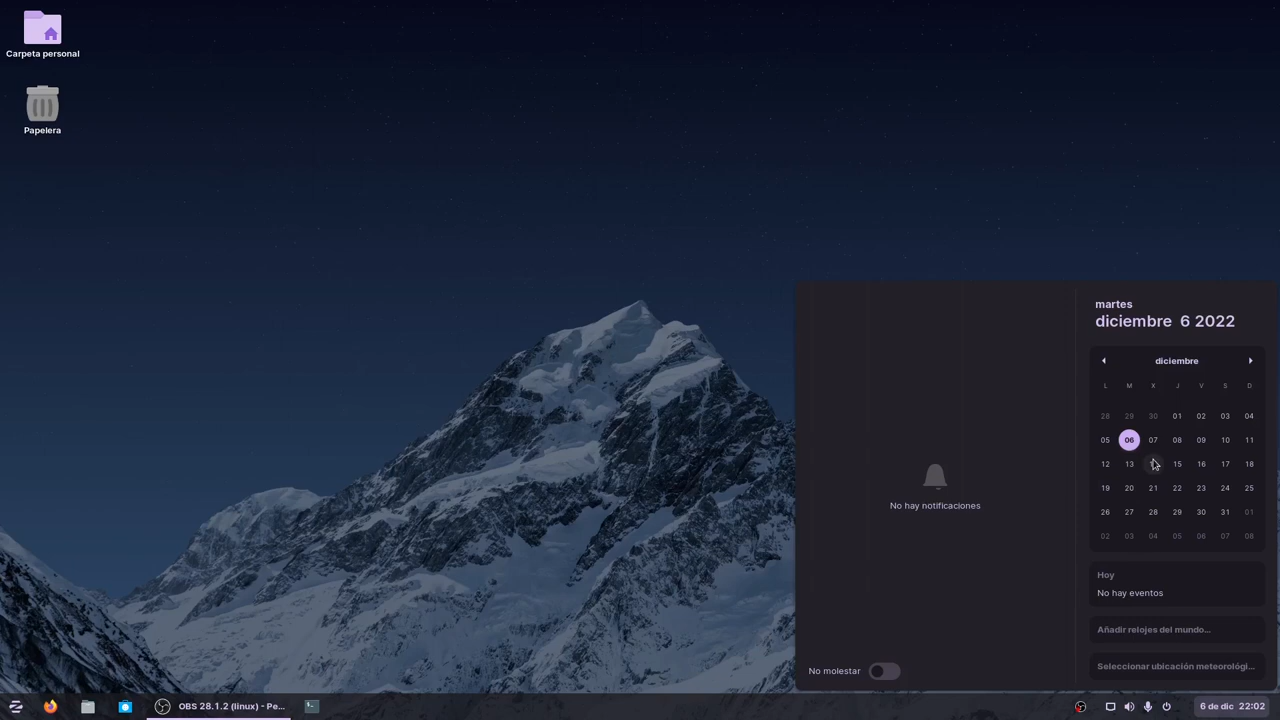 Carpeta personal
Papelera
No hay notificaciones
No molestar
martes
diciembre 6 2022
diciembre
L M X J V S D
28 29 30 01 02 03 04
05 06 07 08 09 10 11
12 13 15 16 17 18
19 20 21 22 23 24 25
26 27 28 29 30 31 01
02 03 04 05 06 07 08
Hoy
No hay eventos
Añadir relojes del mundo…
Seleccionar ubicación meteorológi…
OBS 28.1.2 (linux) - Pe…
6 de dic 22:02